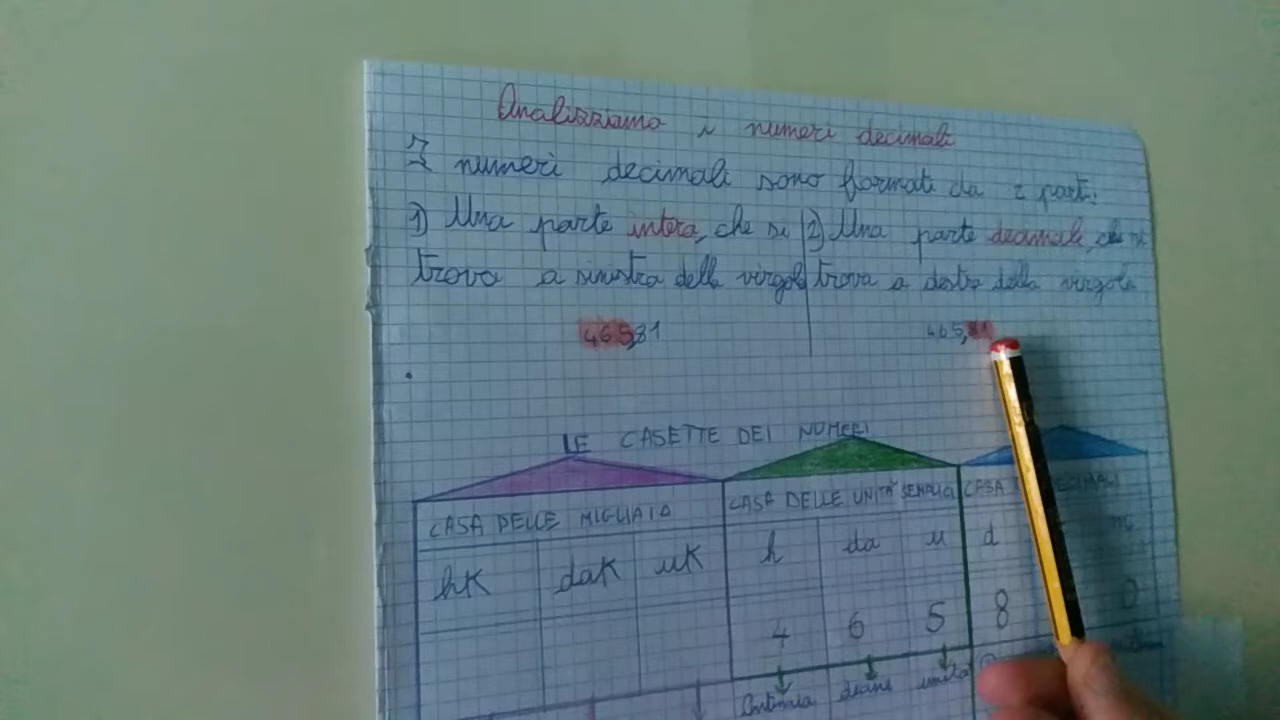 Analizziamo i numeri decimali
I numeri decimali sono formati da 2 parti:
1) Una parte intera, che si
trova a sinistra della virgola
465,81
2) Una parte decimale, che si
trova a destra della virgola
465,81
LE CASETTE DEI NUMERI
CASA DELLE MIGLIAIA CASA DELLE UNITÀ SEMPLICI CASA
hK daK uK h da u d
4 6 5 8 0
Centinaia decine unità